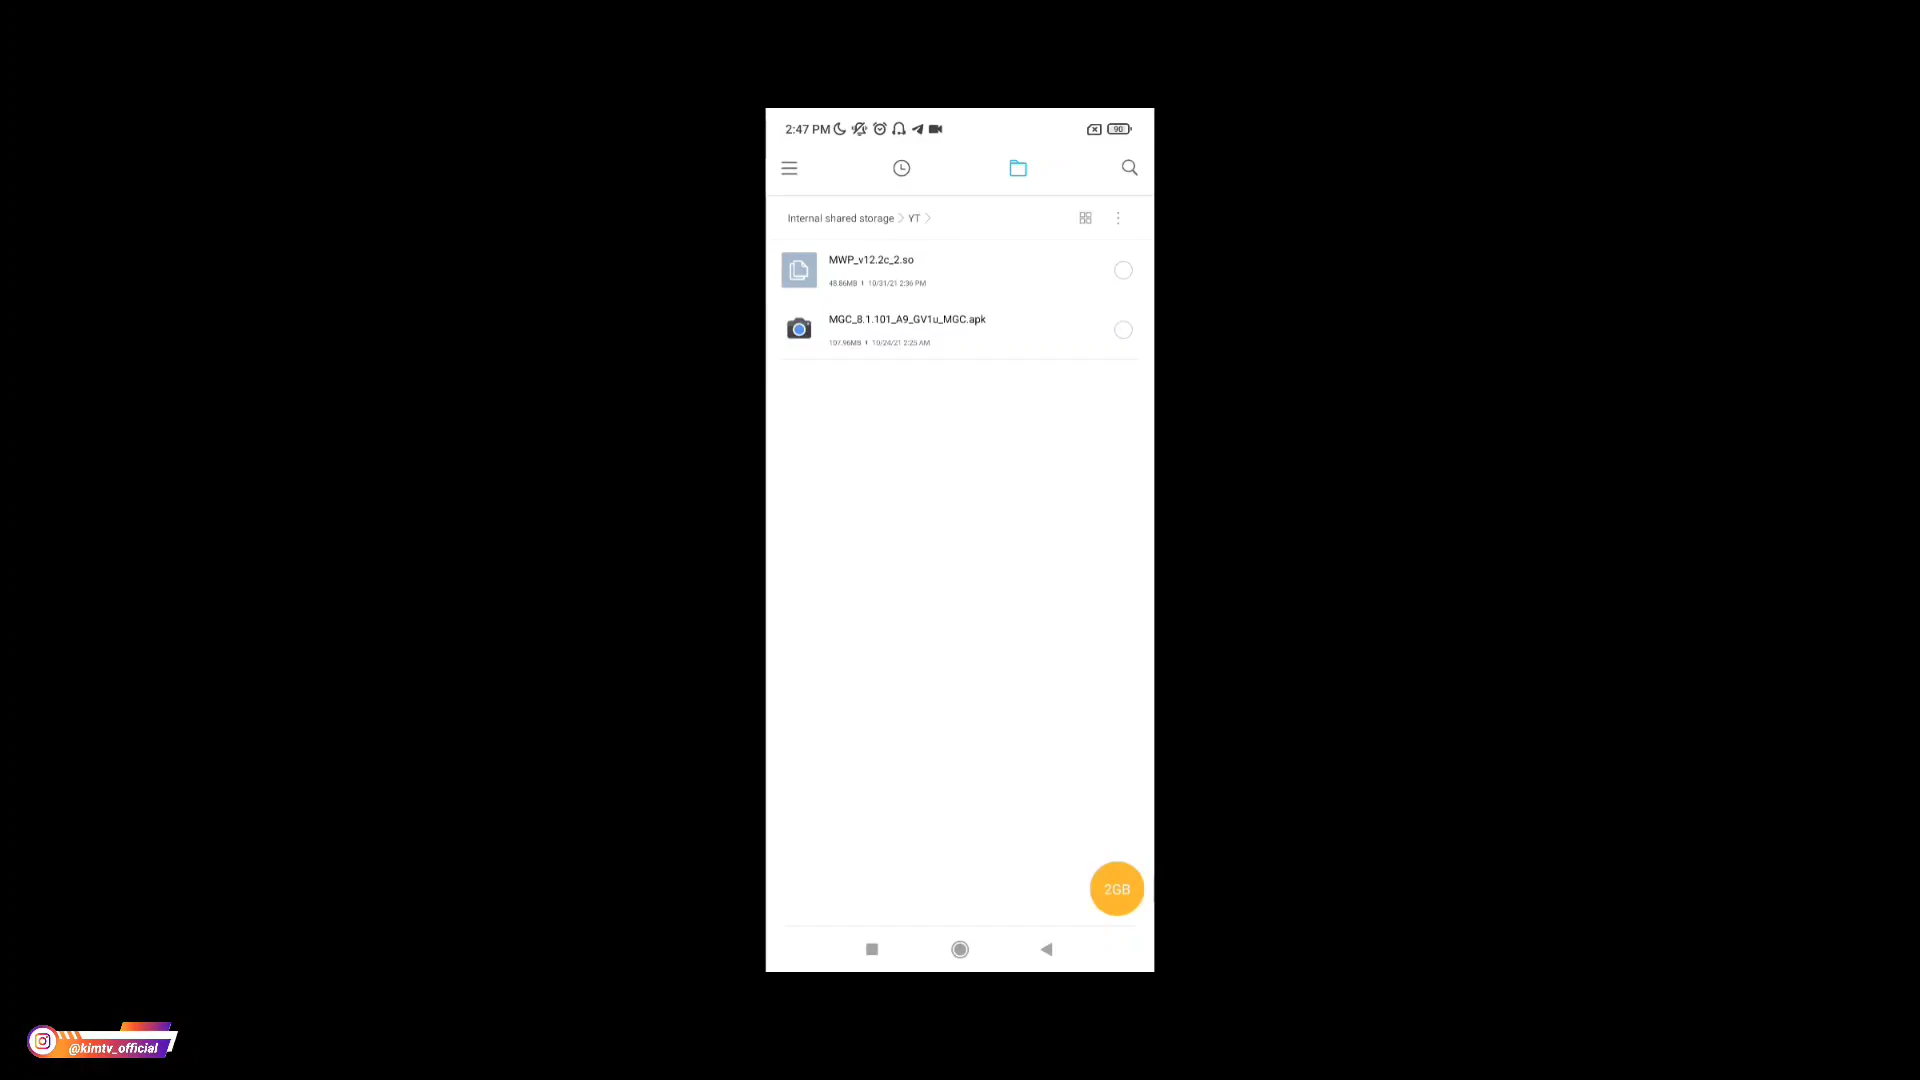 2:47 PM
90
Internal shared storage > YT >
MWP_v12.2c_2.so
48.86MB I 10/31/21 2:36 PM
MGC_8.1.101_A9_GV1u_MGC.apk
107.96MB I 10/24/21 2:25 AM
2GB
@kimtv_official